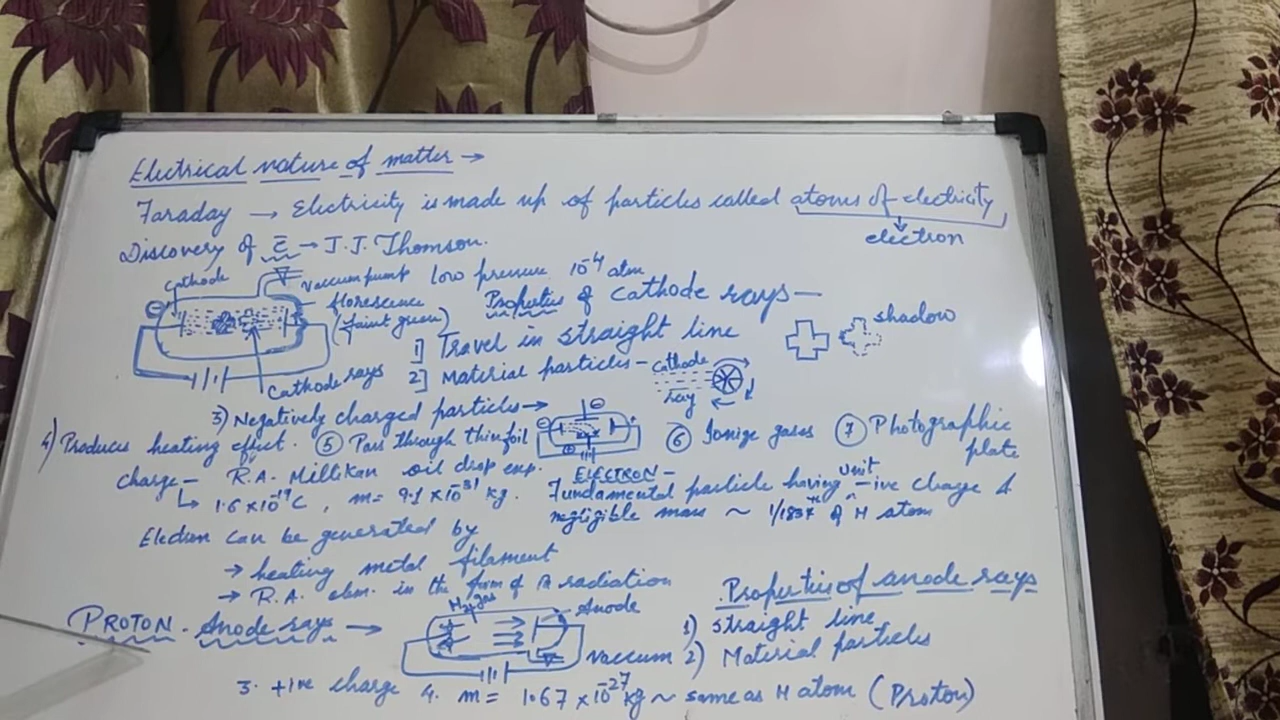 Electrical nature of matter →
Faraday → Electricity is made up of particles called atoms of electricity
electron
Discovery of ē → J.J. Thomson.
Cathode
Vaccum pump
Low pressure 10⁻⁴ atm
florescence
(faint green)
Cathode rays
Properties of Cathode rays —
1] Travel in straight line
shadow
2] Material particles –
Cathode
ray
3) Negatively charged particles →
4) Produces heating effect. ⑤ Pass through thin foil
⑥ Ionize gases ⑦ Photographic
plate
charge – R.A. Millikan oil drop exp.
↳ 1.6 × 10⁻¹⁹ C , m = 9.1 × 10⁻³¹ kg.
ELECTRON –
Fundamental particle having unit –ive charge &
negligible mass ~ 1/1837th of H atom
Electron can be generated by
→ heating metal filament
→ R.A. elem. in the form of β radiation
PROTON - Anode rays →
H₂ gas
Anode
Vaccum
Properties of anode rays
1) Straight line
2) Material particles
3. +ive charge 4. m = 1.67 × 10⁻²⁷ kg ~ same as H atom (Proton)